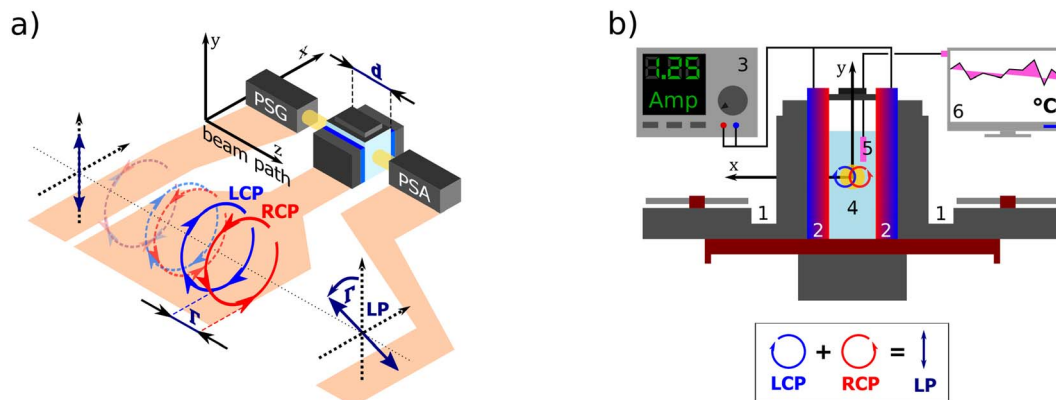 a)
y
x
z
beam path
PSG
d
PSA
LCP
RCP
Γ
Γ
LP
b)
1.25
Amp
3
y
x
5
6
°C
4
1
1
2
2
LCP + RCP = LP